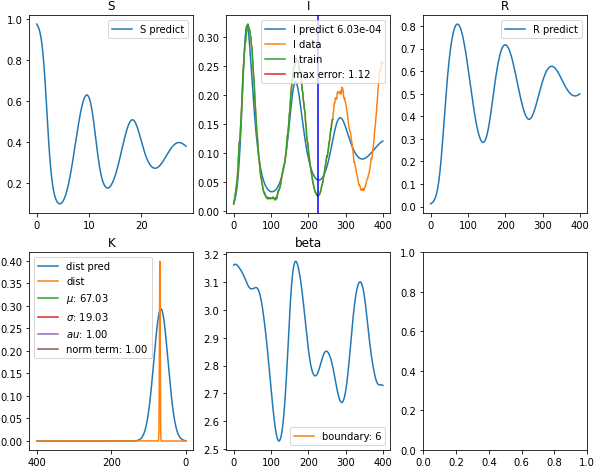 S
I
R
S predict
I predict 6.03e-04
I data
I train
max error: 1.12
R predict
1.0
0.8
0.6
0.4
0.2
0.30
0.25
0.20
0.15
0.10
0.05
0.00
0.8
0.7
0.6
0.5
0.4
0.3
0.2
0.1
0.0
0 10 20
0 100 200 300 400
0 100 200 300 400
K
beta
dist pred
dist
μ: 67.03
σ: 19.03
au: 1.00
norm term: 1.00
boundary: 6
0.40
0.35
0.30
0.25
0.20
0.15
0.10
0.05
0.00
3.2
3.1
3.0
2.9
2.8
2.7
2.6
2.5
1.0
0.8
0.6
0.4
0.2
0.0
400 200 0
0 100 200 300 400
0.0 0.2 0.4 0.6 0.8 1.0